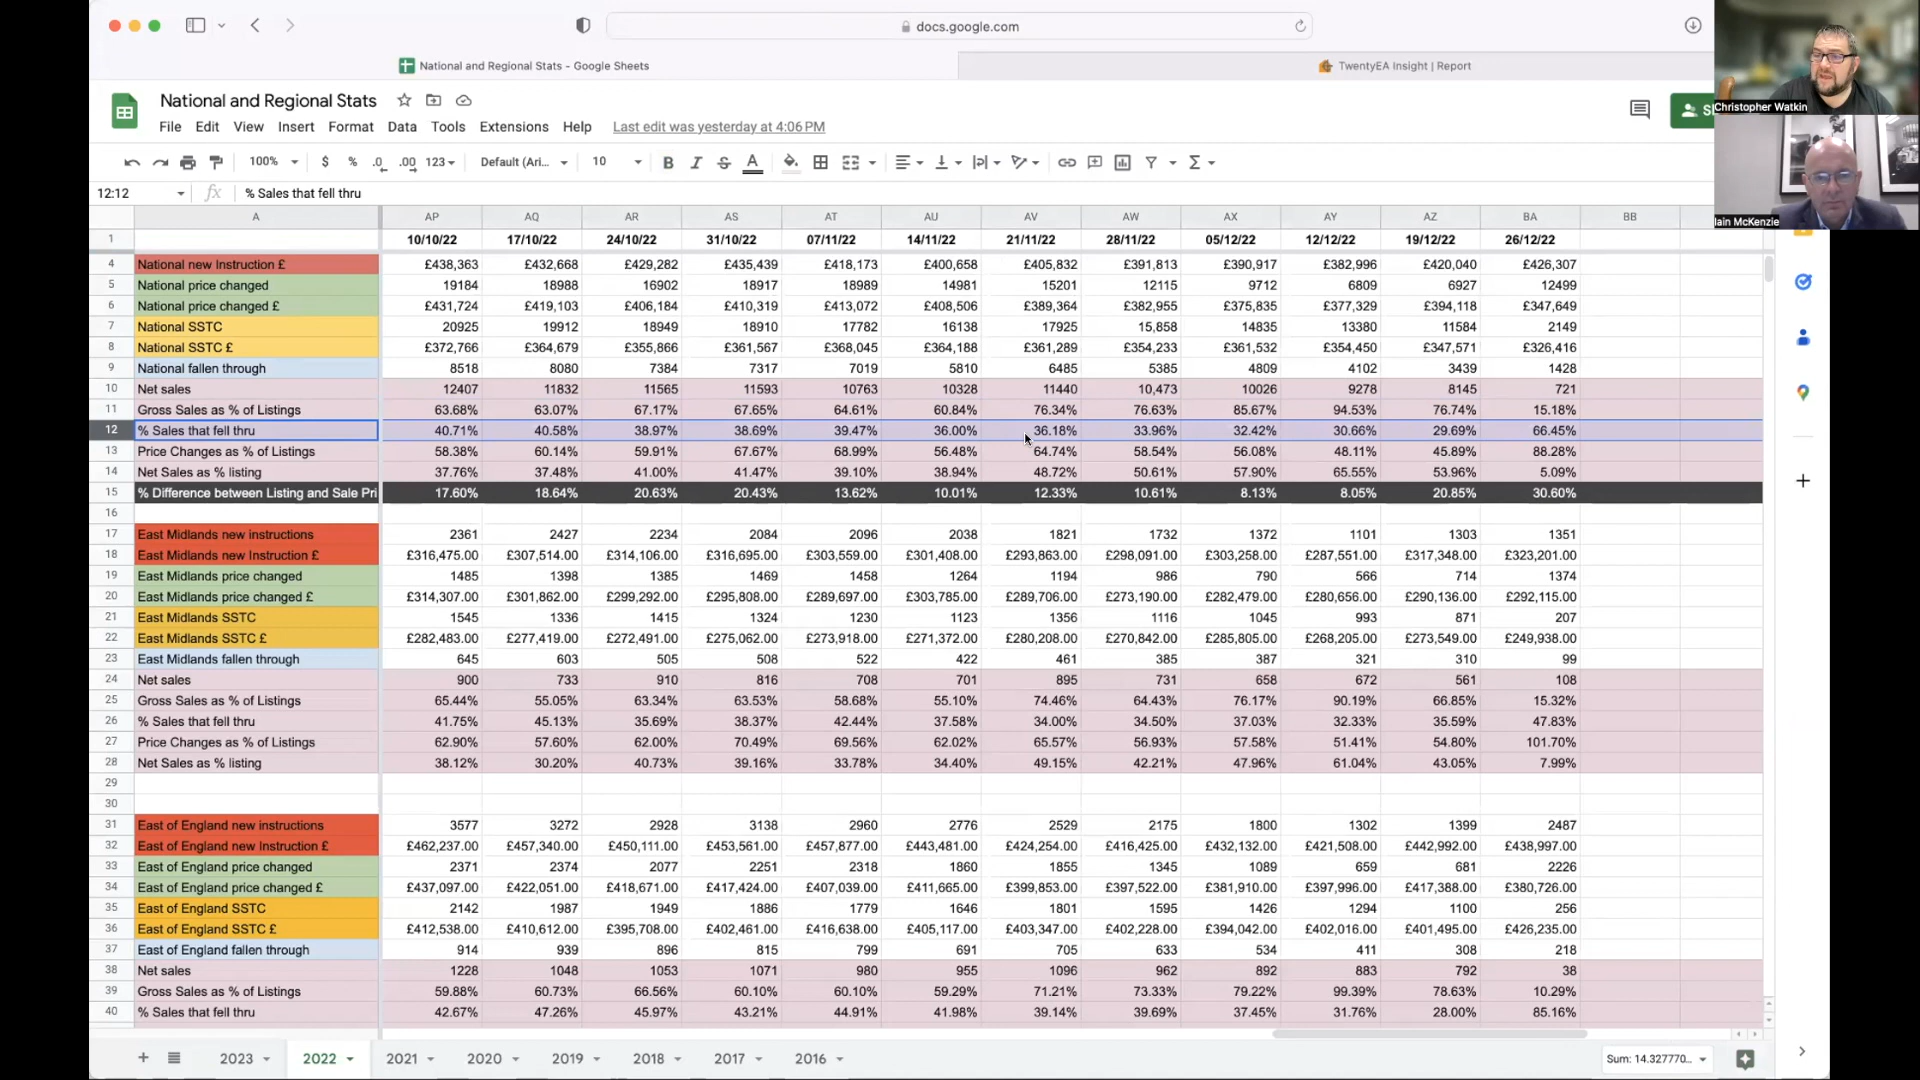 docs.google.com
National and Regional Stats - Google Sheets
TwentyEA Insight | Report
Christopher Watkin
Iain McKenzie
National and Regional Stats
File Edit View Insert Format Data Tools Extensions Help Last edit was yesterday at 4:06 PM
100% $ % .0 .00 123 Default (Ari... 10 B I S A
12:12 fx % Sales that fell thru
A AP AQ AR AS AT AU AV AW AX AY AZ BA BB
1 10/10/22 17/10/22 24/10/22 31/10/22 07/11/22 14/11/22 21/11/22 28/11/22 05/12/22 12/12/22 19/12/22 26/12/22
4 National new Instruction £ £438,363 £432,668 £429,282 £435,439 £418,173 £400,658 £405,832 £391,813 £390,917 £382,996 £420,040 £426,307
5 National price changed 19184 18988 16902 18917 18989 14981 15201 12115 9712 6809 6927 12499
6 National price changed £ £431,724 £419,103 £406,184 £410,319 £413,072 £408,506 £389,364 £382,955 £375,835 £377,329 £394,118 £347,649
7 National SSTC 20925 19912 18949 18910 17782 16138 17925 15,858 14835 13380 11584 2149
8 National SSTC £ £372,766 £364,679 £355,866 £361,567 £368,045 £364,188 £361,289 £354,233 £361,532 £354,450 £347,571 £326,416
9 National fallen through 8518 8080 7384 7317 7019 5810 6485 5385 4809 4102 3439 1428
10 Net sales 12407 11832 11565 11593 10763 10328 11440 10,473 10026 9278 8145 721
11 Gross Sales as % of Listings 63.68% 63.07% 67.17% 67.65% 64.61% 60.84% 76.34% 76.63% 85.67% 94.53% 76.74% 15.18%
12 % Sales that fell thru 40.71% 40.58% 38.97% 38.69% 39.47% 36.00% 36.18% 33.96% 32.42% 30.66% 29.69% 66.45%
13 Price Changes as % of Listings 58.38% 60.14% 59.91% 67.67% 68.99% 56.48% 64.74% 58.54% 56.08% 48.11% 45.89% 88.28%
14 Net Sales as % listing 37.76% 37.48% 41.00% 41.47% 39.10% 38.94% 48.72% 50.61% 57.90% 65.55% 53.96% 5.09%
15 % Difference between Listing and Sale Pri 17.60% 18.64% 20.63% 20.43% 13.62% 10.01% 12.33% 10.61% 8.13% 8.05% 20.85% 30.60%
16
17 East Midlands new instructions 2361 2427 2234 2084 2096 2038 1821 1732 1372 1101 1303 1351
18 East Midlands new Instruction £ £316,475.00 £307,514.00 £314,106.00 £316,695.00 £303,559.00 £301,408.00 £293,863.00 £298,091.00 £303,258.00 £287,551.00 £317,348.00 £323,201.00
19 East Midlands price changed 1485 1398 1385 1469 1458 1264 1194 986 790 566 714 1374
20 East Midlands price changed £ £314,307.00 £301,862.00 £299,292.00 £295,808.00 £289,697.00 £303,785.00 £289,706.00 £273,190.00 £282,479.00 £280,656.00 £290,136.00 £292,115.00
21 East Midlands SSTC 1545 1336 1415 1324 1230 1123 1356 1116 1045 993 871 207
22 East Midlands SSTC £ £282,483.00 £277,419.00 £272,491.00 £275,062.00 £273,918.00 £271,372.00 £280,208.00 £270,842.00 £285,805.00 £268,205.00 £273,549.00 £249,938.00
23 East Midlands fallen through 645 603 505 508 522 422 461 385 387 321 310 99
24 Net sales 900 733 910 816 708 701 895 731 658 672 561 108
25 Gross Sales as % of Listings 65.44% 55.05% 63.34% 63.53% 58.68% 55.10% 74.46% 64.43% 76.17% 90.19% 66.85% 15.32%
26 % Sales that fell thru 41.75% 45.13% 35.69% 38.37% 42.44% 37.58% 34.00% 34.50% 37.03% 32.33% 35.59% 47.83%
27 Price Changes as % of Listings 62.90% 57.60% 62.00% 70.49% 69.56% 62.02% 65.57% 56.93% 57.58% 51.41% 54.80% 101.70%
28 Net Sales as % listing 38.12% 30.20% 40.73% 39.16% 33.78% 34.40% 49.15% 42.21% 47.96% 61.04% 43.05% 7.99%
29
30
31 East of England new instructions 3577 3272 2928 3138 2960 2776 2529 2175 1800 1302 1399 2487
32 East of England new Instruction £ £462,237.00 £457,340.00 £450,111.00 £453,561.00 £457,877.00 £443,481.00 £424,254.00 £416,425.00 £432,132.00 £421,508.00 £442,992.00 £438,997.00
33 East of England price changed 2371 2374 2077 2251 2318 1860 1855 1345 1089 659 681 2226
34 East of England price changed £ £437,097.00 £422,051.00 £418,671.00 £417,424.00 £407,039.00 £411,665.00 £399,853.00 £397,522.00 £381,910.00 £397,996.00 £417,388.00 £380,726.00
35 East of England SSTC 2142 1987 1949 1886 1779 1646 1801 1595 1426 1294 1100 256
36 East of England SSTC £ £412,538.00 £410,612.00 £395,708.00 £402,461.00 £416,638.00 £405,117.00 £403,347.00 £402,228.00 £394,042.00 £402,016.00 £401,495.00 £426,235.00
37 East of England fallen through 914 939 896 815 799 691 705 633 534 411 308 218
38 Net sales 1228 1048 1053 1071 980 955 1096 962 892 883 792 38
39 Gross Sales as % of Listings 59.88% 60.73% 66.56% 60.10% 60.10% 59.29% 71.21% 73.33% 79.22% 99.39% 78.63% 10.29%
40 % Sales that fell thru 42.67% 47.26% 45.97% 43.21% 44.91% 41.98% 39.14% 39.69% 37.45% 31.76% 28.00% 85.16%
2023 2022 2021 2020 2019 2018 2017 2016 Sum: 14.327770...